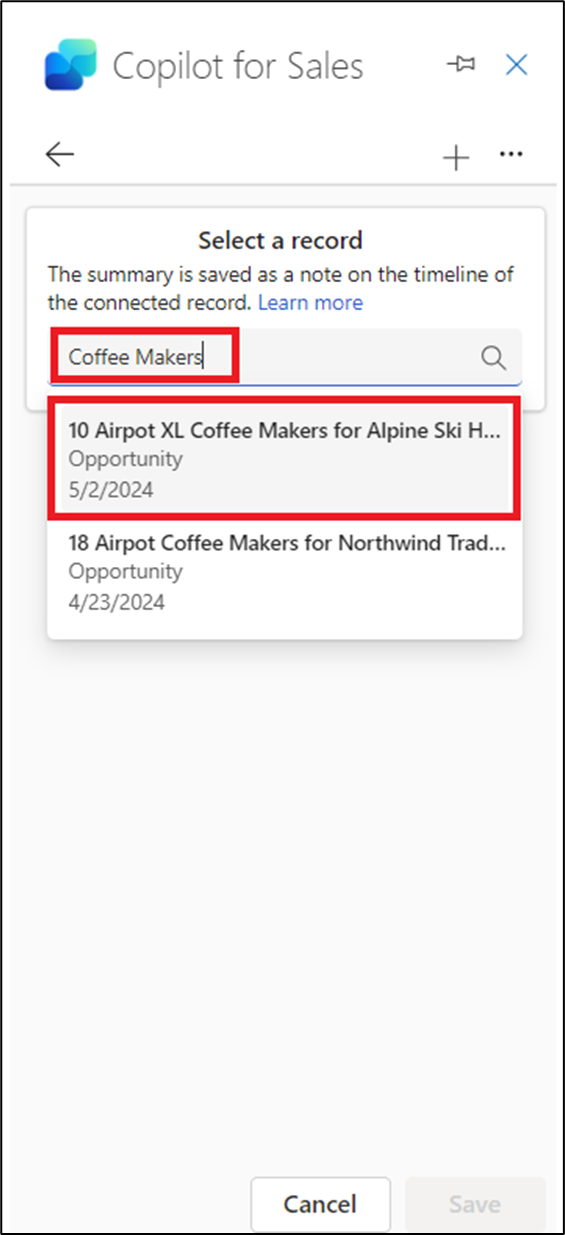 Copilot for Sales
Select a record
The summary is saved as a note on the timeline of
the connected record. Learn more
Coffee Makers
10 Airpot XL Coffee Makers for Alpine Ski H...
Opportunity
5/2/2024
18 Airpot Coffee Makers for Northwind Trad...
Opportunity
4/23/2024
Cancel Save